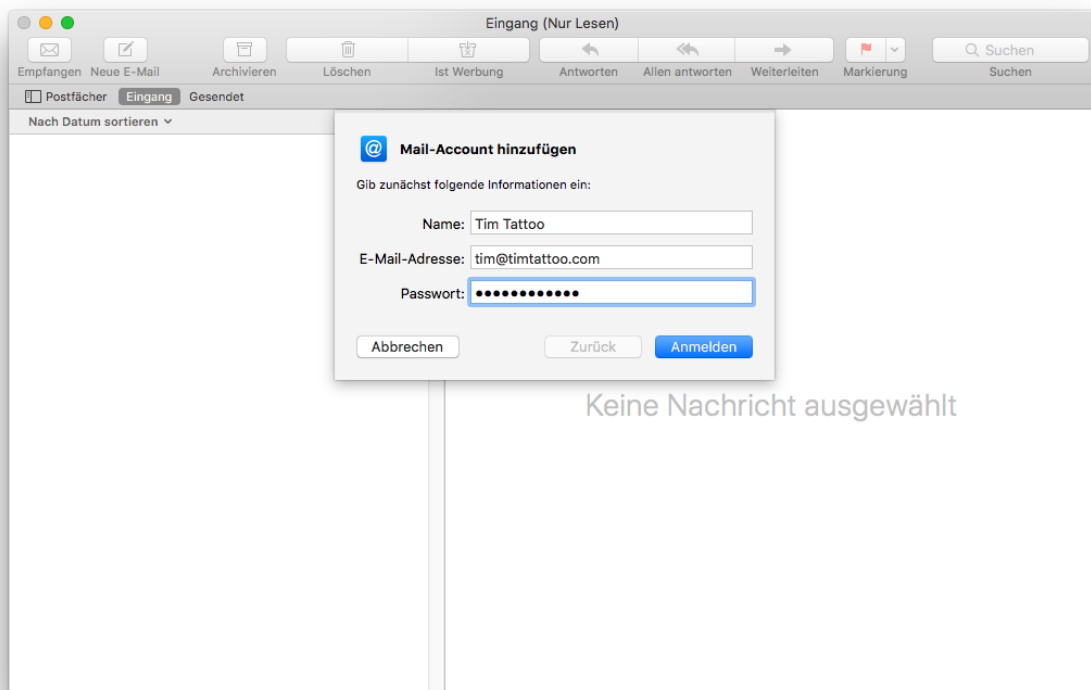 Eingang (Nur Lesen)
Suchen
Empfangen Neue E-Mail Archivieren Löschen Ist Werbung Antworten Allen antworten Weiterleiten Markierung Suchen
Postfächer Eingang Gesendet
Nach Datum sortieren
Mail-Account hinzufügen
Gib zunächst folgende Informationen ein:
Name: Tim Tattoo
E-Mail-Adresse: tim@timtattoo.com
Passwort: ••••••••••••
Abbrechen Zurück Anmelden
Keine Nachricht ausgewählt